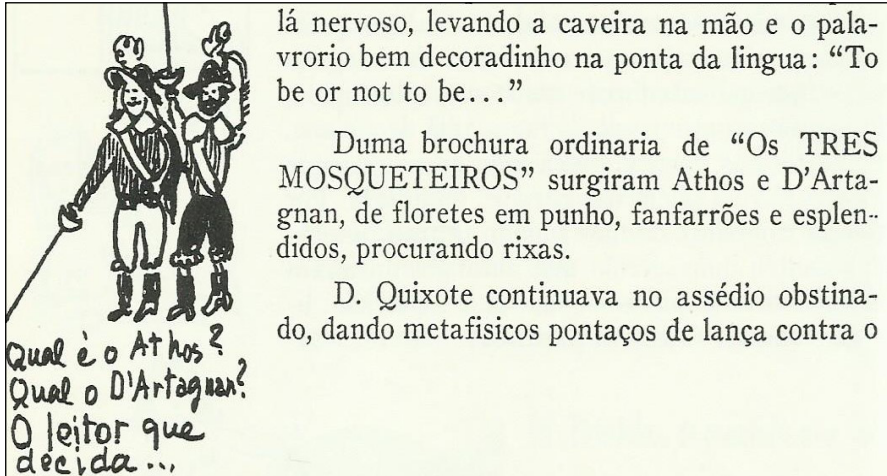 lá nervoso, levando a caveira na mão e o pala-
vrorio bem decoradinho na ponta da lingua: “To
be or not to be...”
Duma brochura ordinaria de “Os TRES
MOSQUETEIROS” surgiram Athos e D’Arta-
gnan, de floretes em punho, fanfarrões e esplen-
didos, procurando rixas.
D. Quixote continuava no assédio obstina-
do, dando metafisicos pontaços de lança contra o
Qual é o Athos?
Qual o D'Artagnan?
O leitor que
decida...